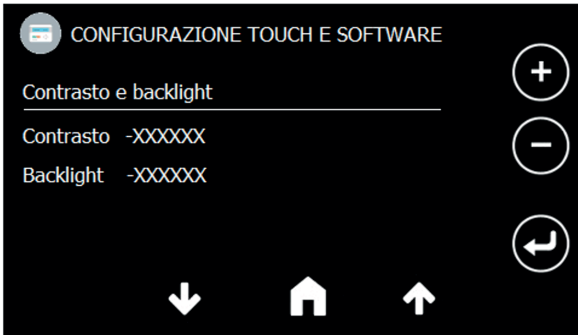 CONFIGURAZIONE TOUCH E SOFTWARE
Contrasto e backlight
Contrasto -XXXXXX
Backlight -XXXXXX